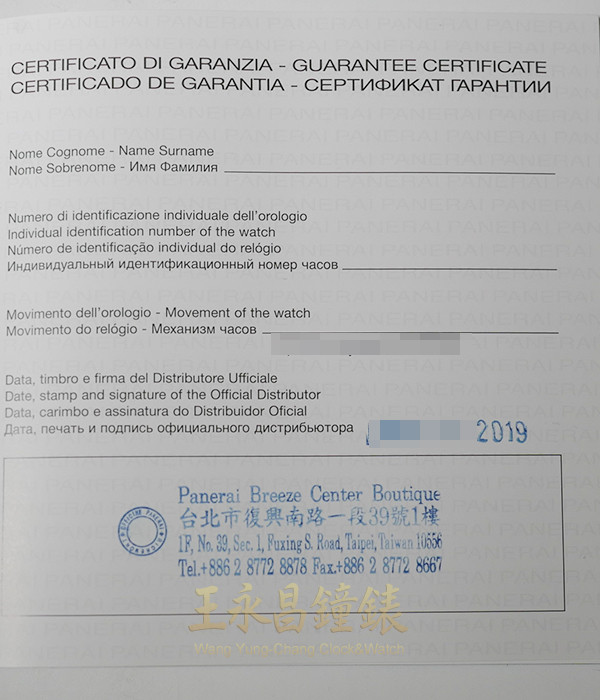 CERTIFICATO DI GARANZIA - GUARANTEE CERTIFICATE
CERTIFICADO DE GARANTIA - СЕРТИФИКАТ ГАРАНТИИ
Nome Cognome - Name Surname
Nome Sobrenome - Имя Фамилия
Numero di identificazione individuale dell'orologio
Individual identification number of the watch
Número de identificação individual do relógio
Индивидуальный идентификационный номер часов
Movimento dell'orologio - Movement of the watch
Movimento do relógio - Механизм часов
Data, timbro e firma del Distributore Ufficiale
Date, stamp and signature of the Official Distributor
Data, carimbo e assinatura do Distribuidor Oficial
Дата, печать и подпись официального дистрибьютора
2019
OFFICINE PANERAI
Panerai Breeze Center Boutique
台北市復興南路一段39號1樓
1F, No. 39, Sec. 1, Fuxing S. Road, Taipei, Taiwan 10556
Tel.+886 2 8772 8878 Fax.+886 2 8772 8667
王永昌鐘錶
Wang Yung-Chang Clock&Watch